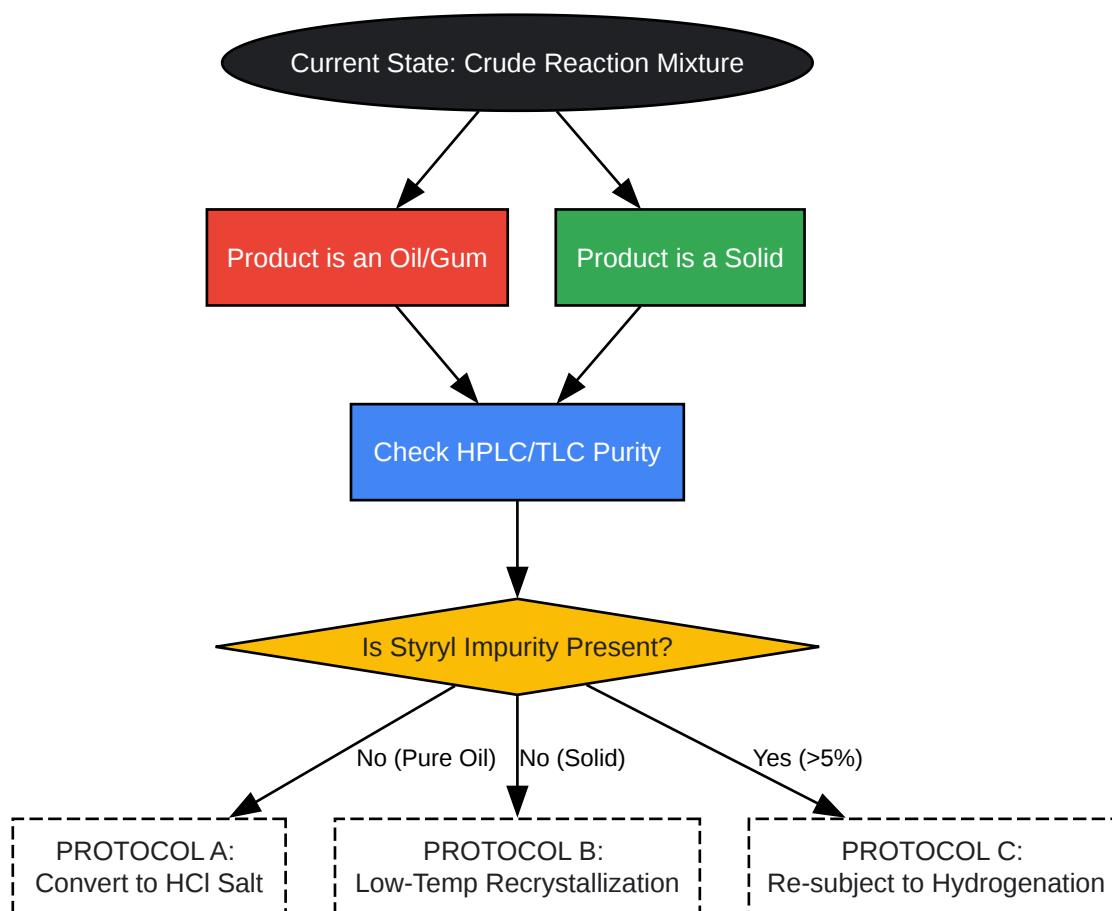 Current State: Crude Reaction Mixture
Product is an Oil/Gum
Product is a Solid
Check HPLC/TLC Purity
Is Styryl Impurity Present?
No (Pure Oil)
No (Solid)
Yes (>5%)
PROTOCOL A:
Convert to HCl Salt
PROTOCOL B:
Low-Temp Recrystallization
PROTOCOL C:
Re-subject to Hydrogenation